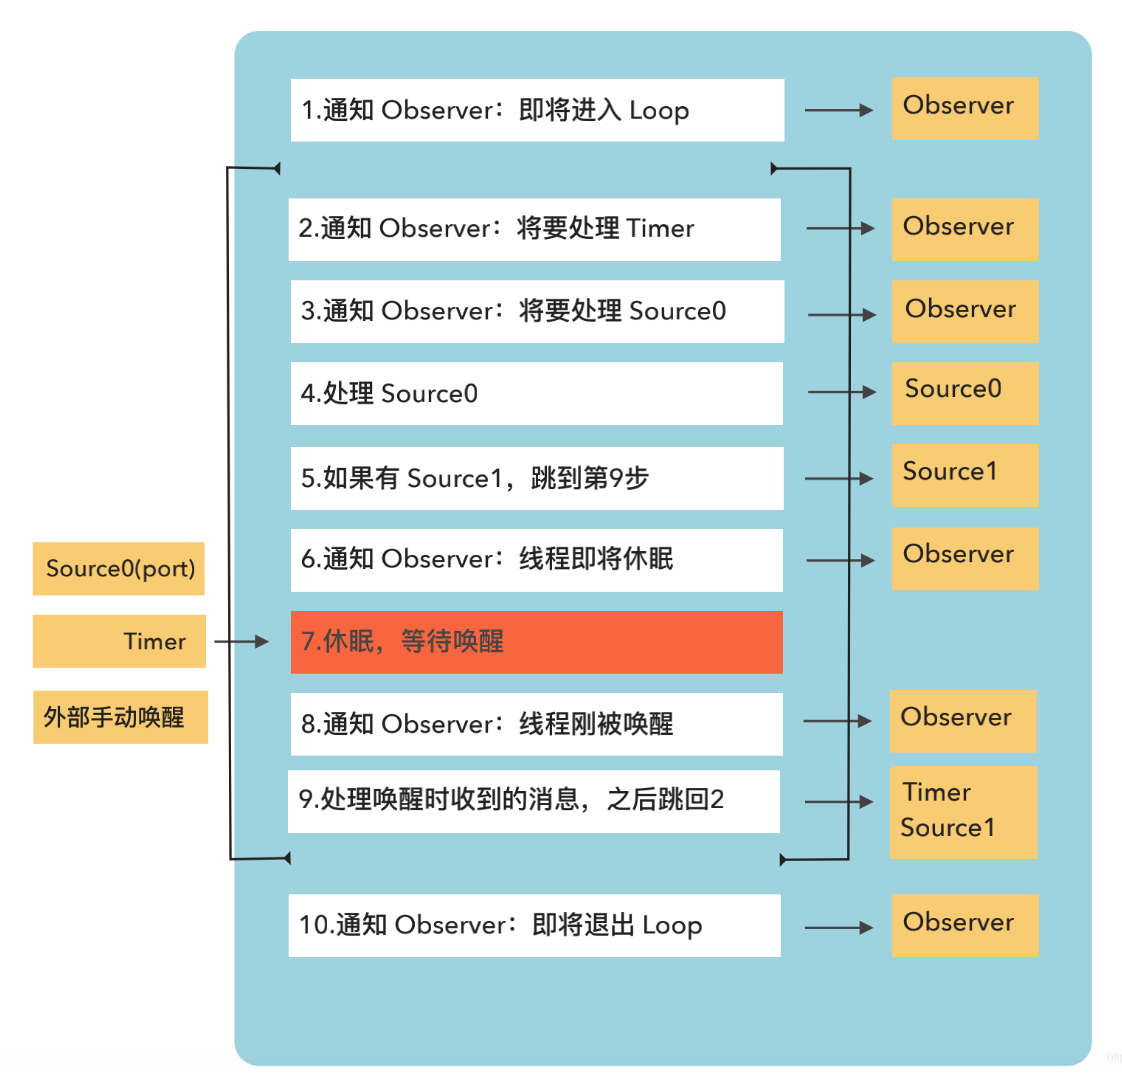 1.通知 Observer：即将进入 Loop
Observer
2.通知 Observer：将要处理 Timer
Observer
3.通知 Observer：将要处理 Source0
Observer
4.处理 Source0
Source0
5.如果有 Source1，跳到第9步
Source1
6.通知 Observer：线程即将休眠
Observer
Source0(port)
Timer
外部手动唤醒
7.休眠，等待唤醒
8.通知 Observer：线程刚被唤醒
Observer
9.处理唤醒时收到的消息，之后跳回2
Timer
Source1
10.通知 Observer：即将退出 Loop
Observer